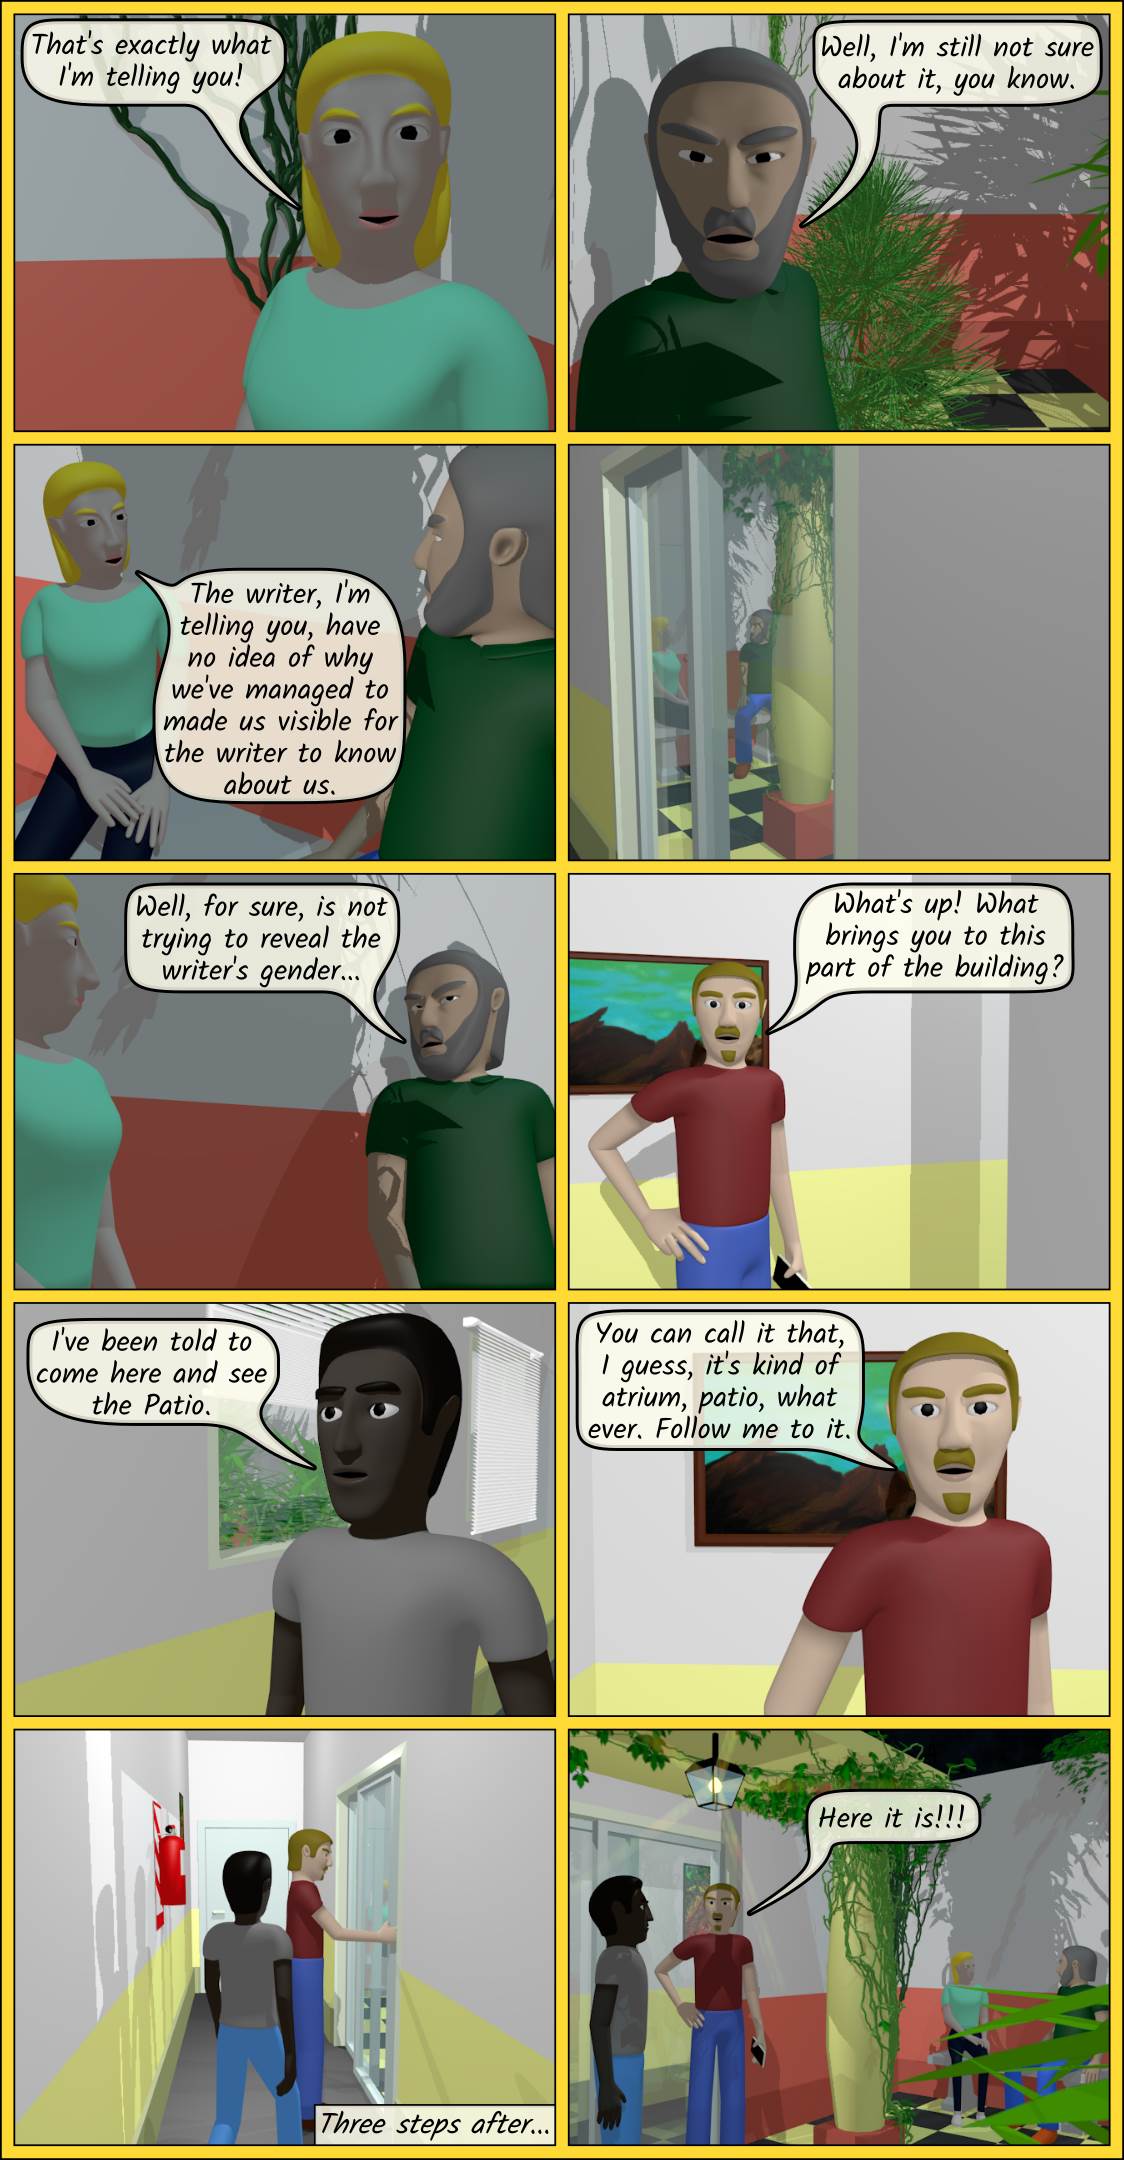 That's exactly what
I'm telling you!
Well, I'm still not sure
about it, you know.
The writer, I'm
telling you, have
no idea of why
we've managed to
made us visible for
the writer to know
about us.
Well, for sure, is not
trying to reveal the
writer's gender...
What's up! What
brings you to this
part of the building?
I've been told to
come here and see
the Patio.
You can call it that,
I guess, it's kind of
atrium, patio, what
ever. Follow me to it.
Three steps after...
Here it is!!!